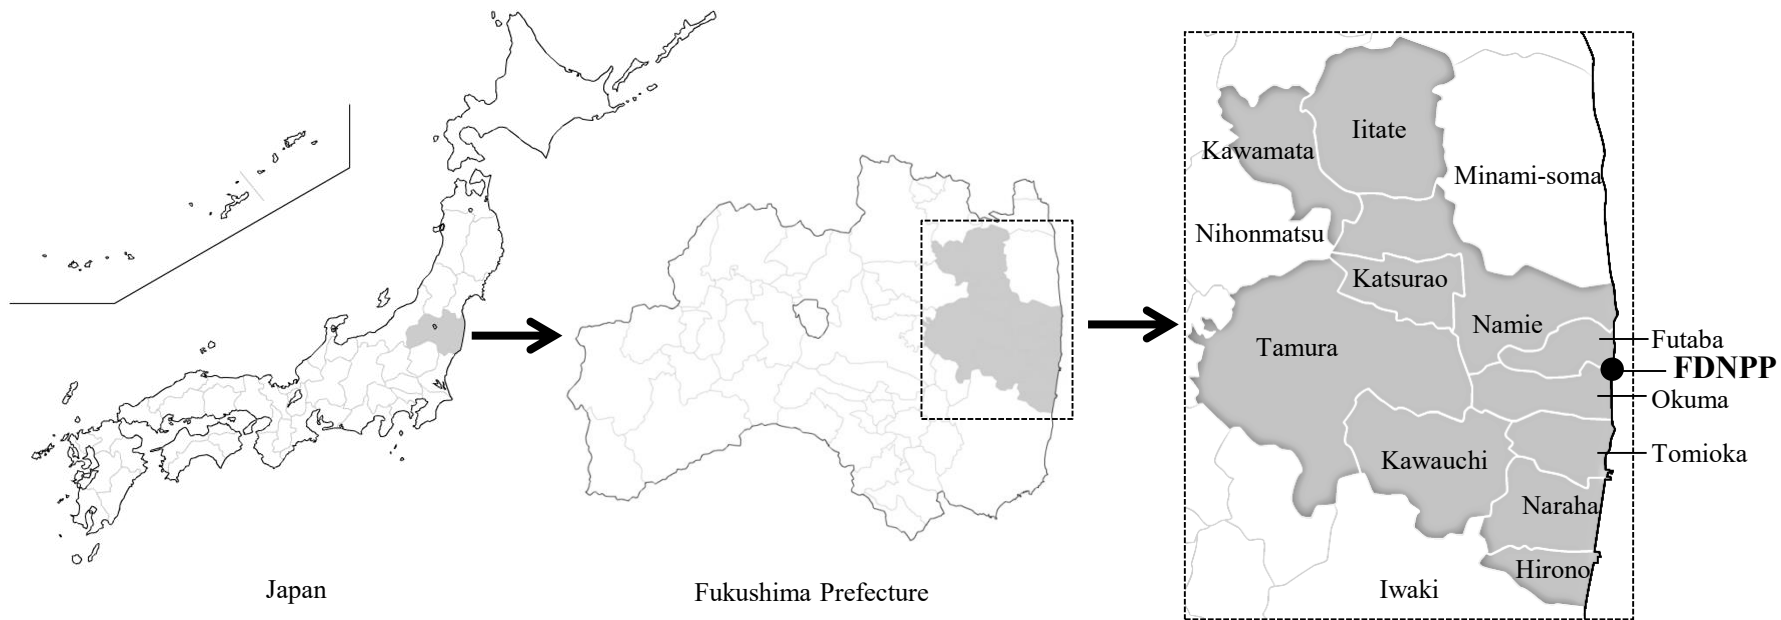 Iitate
Kawamata
Minami-soma
Nihonmatsu
Katsurao
Namie
Futaba
Tamura
FDNPP
Okuma
Tomioka
Kawauchi
Naraha
Hirono
Japan
Fukushima Prefecture
Iwaki